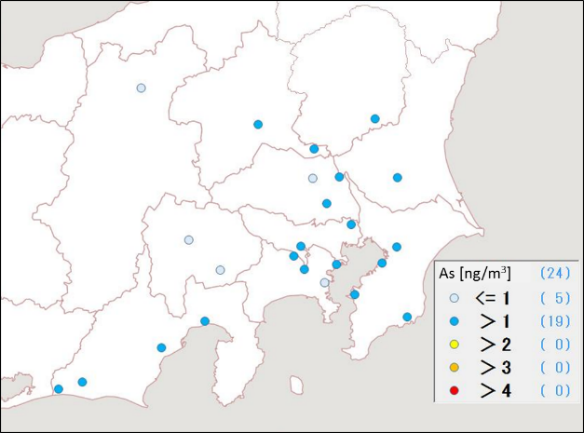 As [ng/m³] (24)
<= 1 ( 5)
> 1 (19)
> 2 ( 0)
> 3 ( 0)
> 4 ( 0)